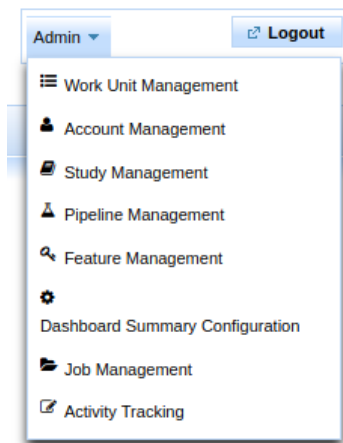 Admin
Logout
Work Unit Management
Account Management
Study Management
Pipeline Management
Feature Management
Dashboard Summary Configuration
Job Management
Activity Tracking